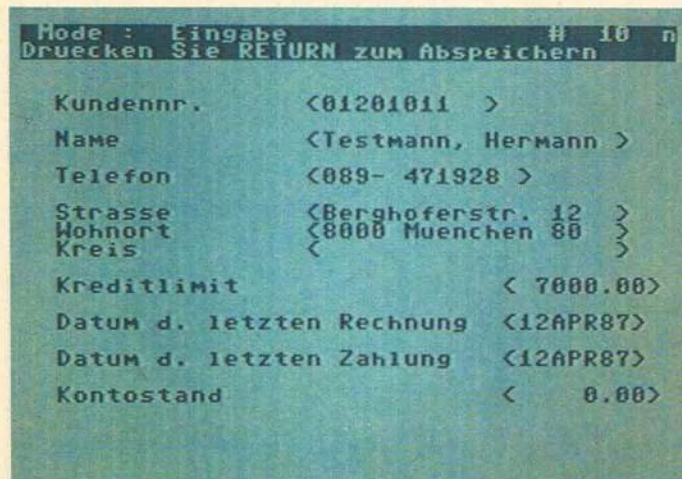 Mode : Eingabe # 10 n
Druecken Sie RETURN zum Abspeichern
Kundennr. <01201011 >
Name <Testmann, Hermann >
Telefon <089- 471928 >
Strasse <Berghoferstr. 12 >
Wohnort <8000 Muenchen 80 >
Kreis < >
Kreditlimit < 7000.00>
Datum d. letzten Rechnung <12APR87>
Datum d. letzten Zahlung <12APR87>
Kontostand < 0.00>